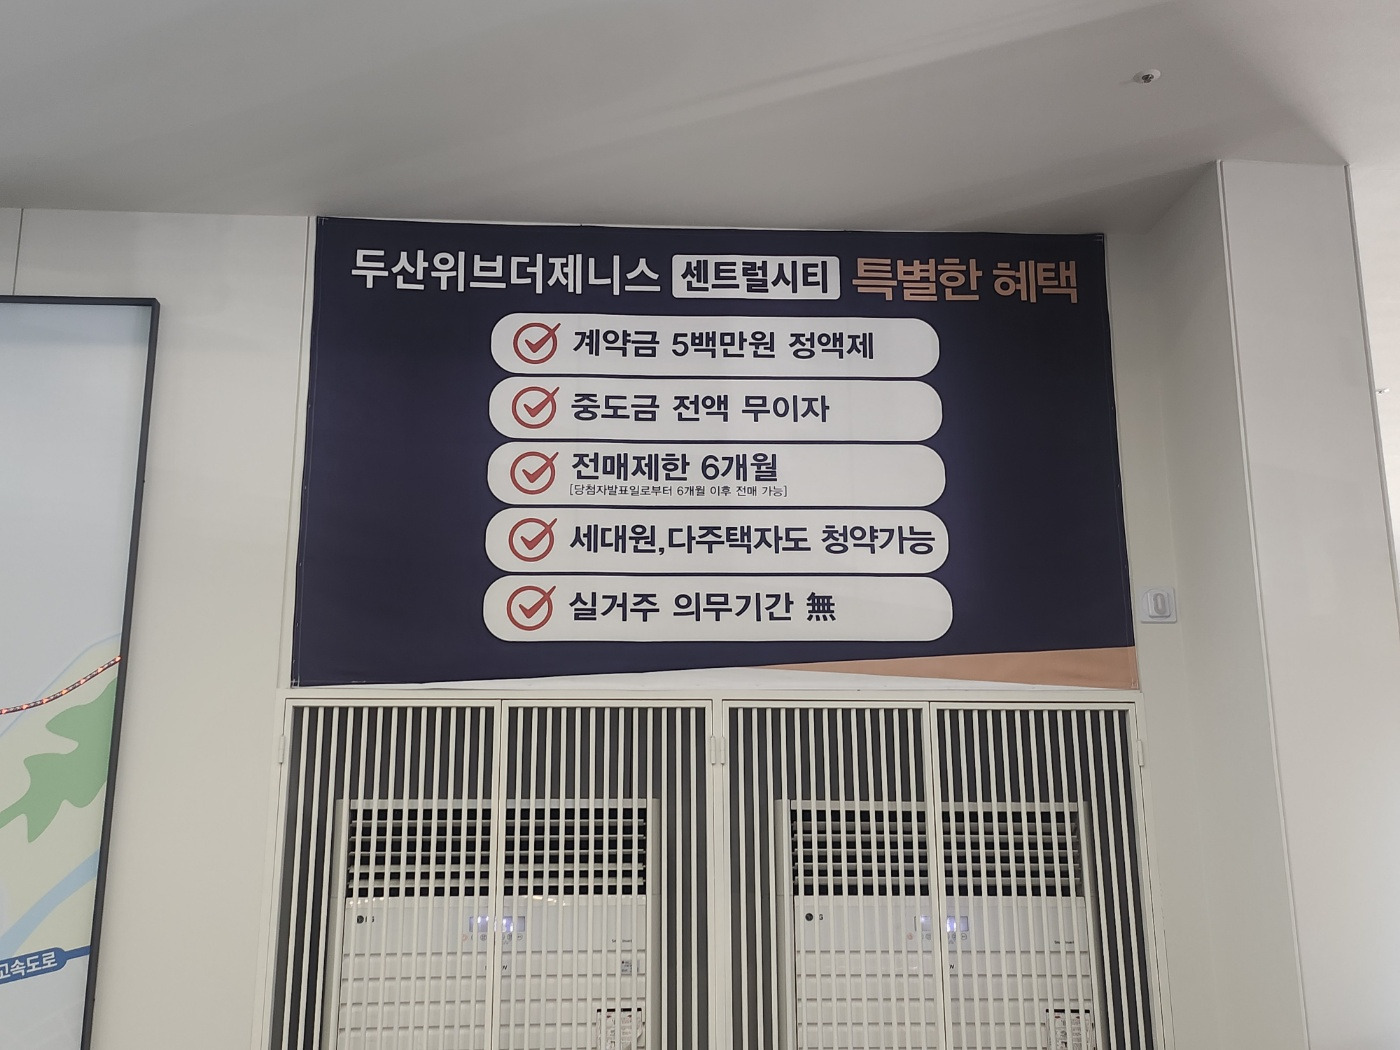 두산위브더제니스 센트럴시티 특별한 혜택
계약금 5백만원 정액제
중도금 전액 무이자
전매제한 6개월
[당첨자발표일로부터 6개월 이후 전매 가능]
세대원,다주택자도 청약가능
실거주 의무기간 無
고속도로
LG
LG